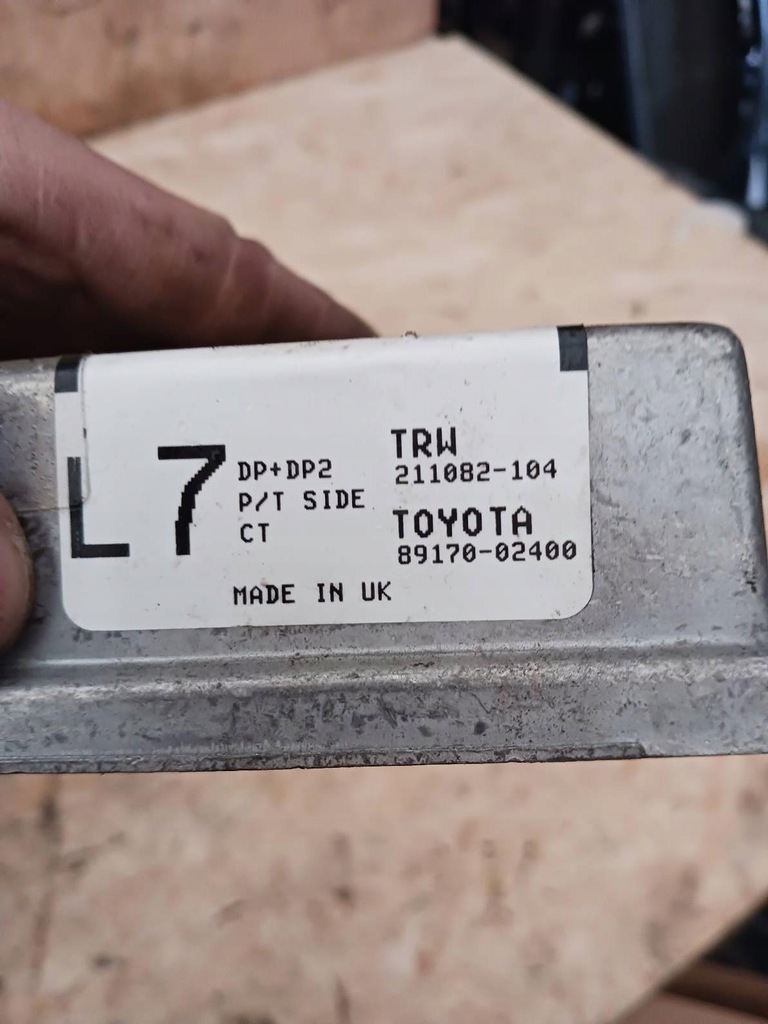 L7
DP+DP2
P/T SIDE
CT
TRW
211082-104
TOYOTA
89170-02400
MADE IN UK